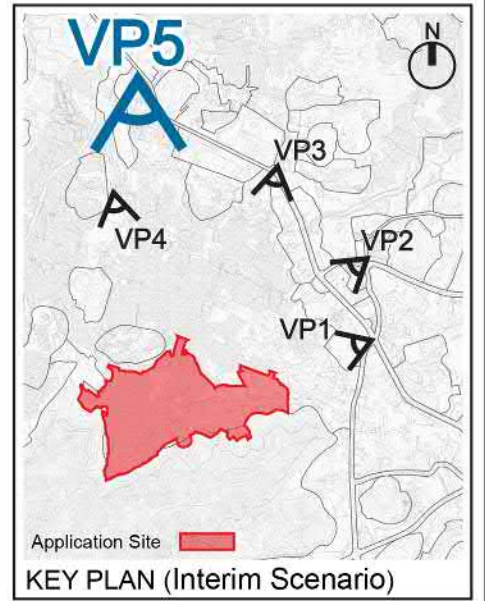 VP5
N
VP3
VP4
VP2
VP1
Application Site
KEY PLAN (Interim Scenario)